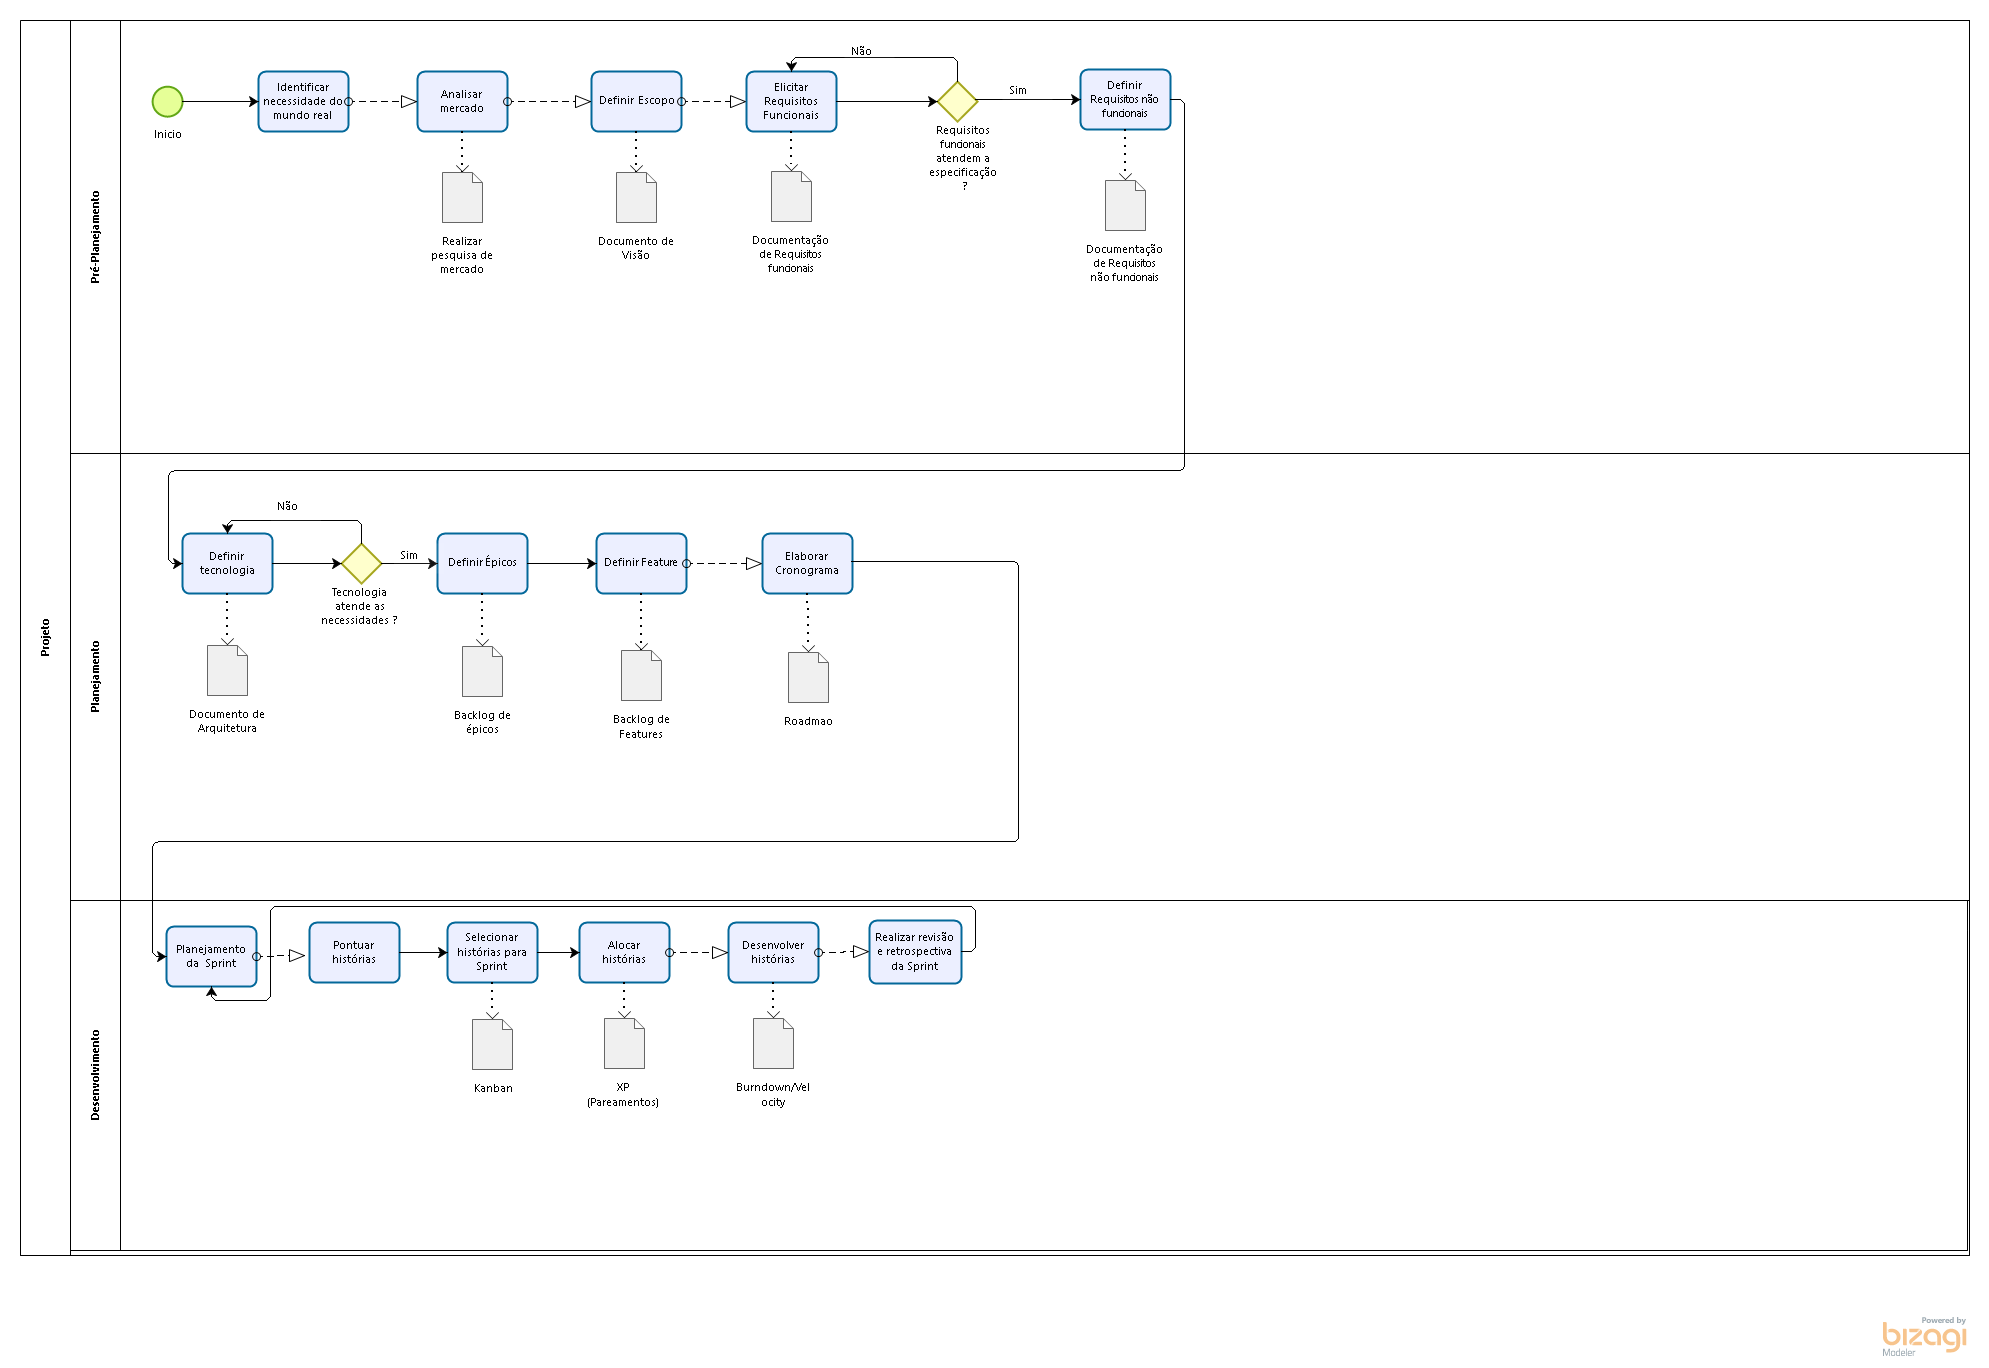 Projeto
Pré-Planejamento
Inicio
Identificar
necessidade do
mundo real
Analisar
mercado
Definir Escopo
Elicitar
Requisitos
Funcionais
Não
Requisitos
funcionais
atendem a
especificação
?
Sim
Definir
Requisitos não
funcionais
Realizar
pesquisa de
mercado
Documento de
Visão
Documentação
de Requisitos
funcionais
Documentação
de Requisitos
não funcionais
Planejamento
Definir
tecnologia
Não
Tecnologia
atende as
necessidades ?
Sim
Definir Épicos
Definir Feature
Elaborar
Cronograma
Documento de
Arquitetura
Backlog de
épicos
Backlog de
Features
Roadmao
Desenvolvimento
Planejamento
da Sprint
Pontuar
histórias
Selecionar
histórias para
Sprint
Alocar
histórias
Desenvolver
histórias
Realizar revisão
e retrospectiva
da Sprint
Kanban
XP
(Pareamentos)
Burndown/Vel
ocity
Powered by
bizagi
Modeler